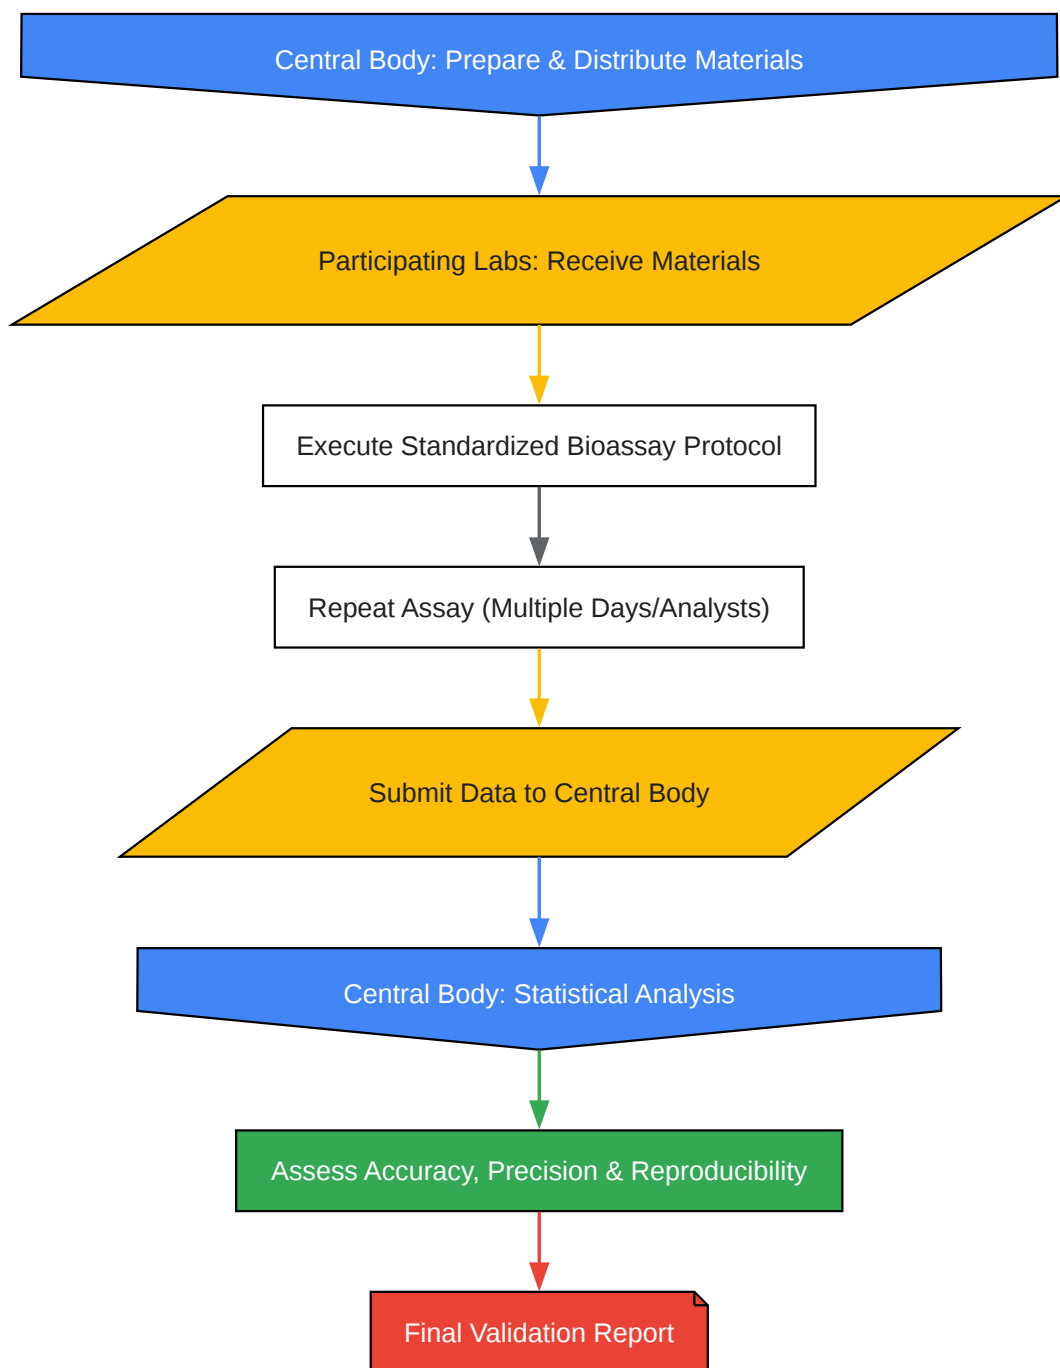 Central Body: Prepare & Distribute Materials
Participating Labs: Receive Materials
Execute Standardized Bioassay Protocol
Repeat Assay (Multiple Days/Analysts)
Submit Data to Central Body
Central Body: Statistical Analysis
Assess Accuracy, Precision & Reproducibility
Final Validation Report